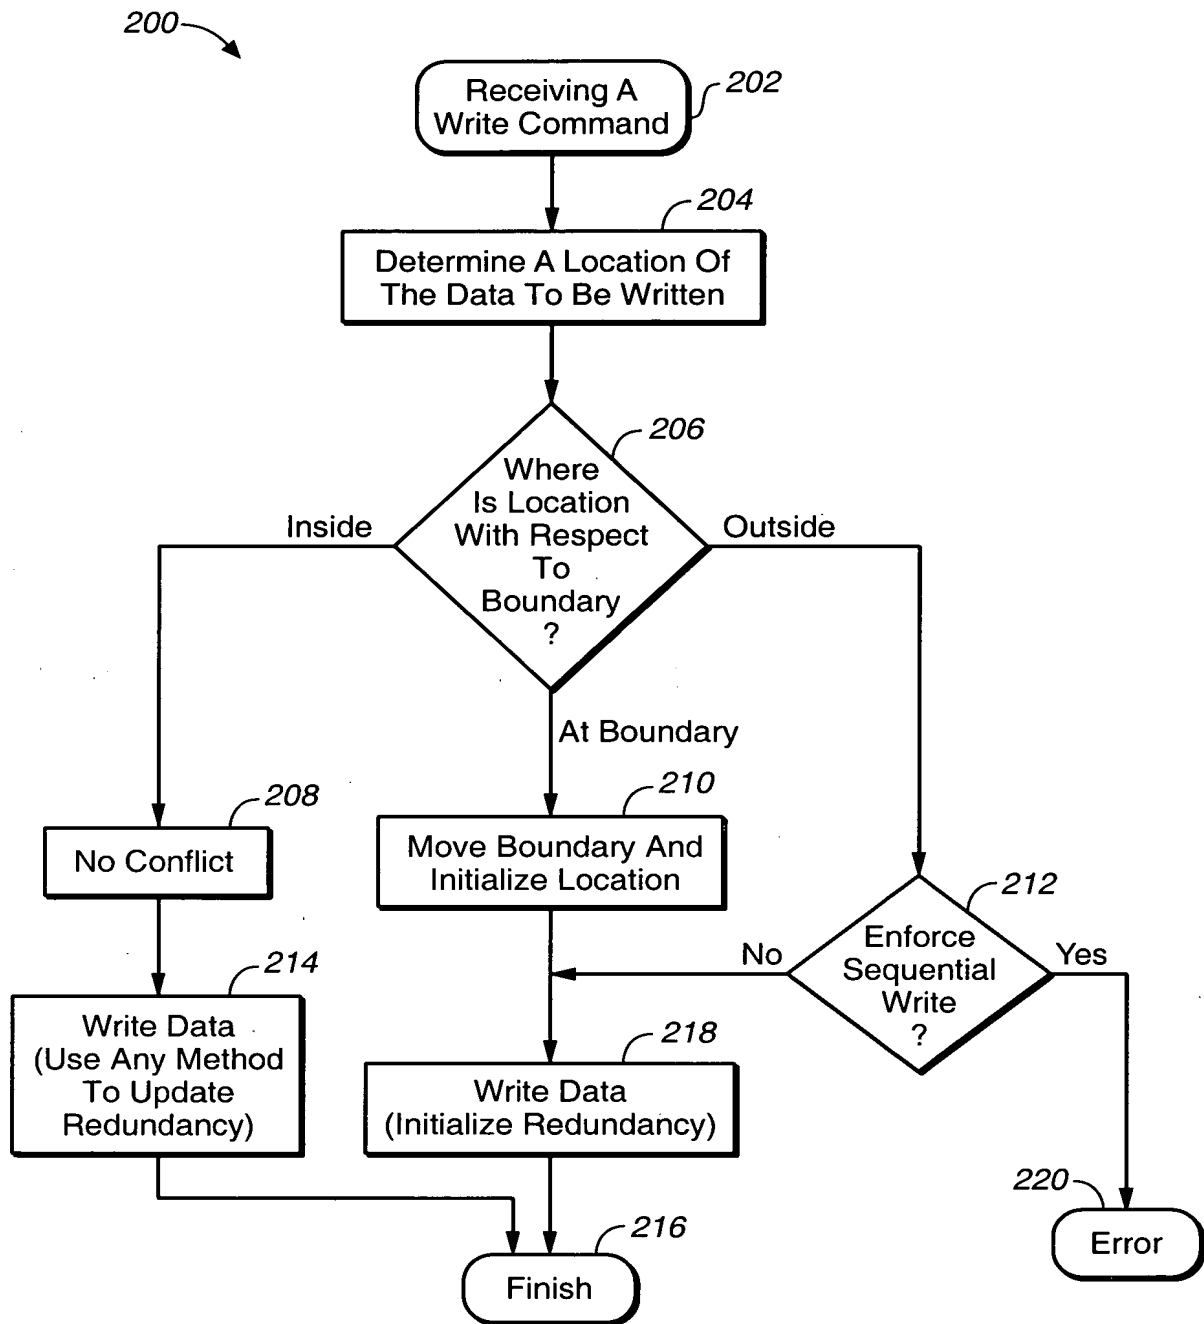 200
Receiving A
Write Command
202
204
Determine A Location Of
The Data To Be Written
206
Where
Is Location
With Respect
To
Boundary
?
Inside
Outside
At Boundary
208
No Conflict
210
Move Boundary And
Initialize Location
212
Enforce
Sequential
Write
?
No
Yes
214
Write Data
(Use Any Method
To Update
Redundancy)
218
Write Data
(Initialize Redundancy)
220
Error
216
Finish